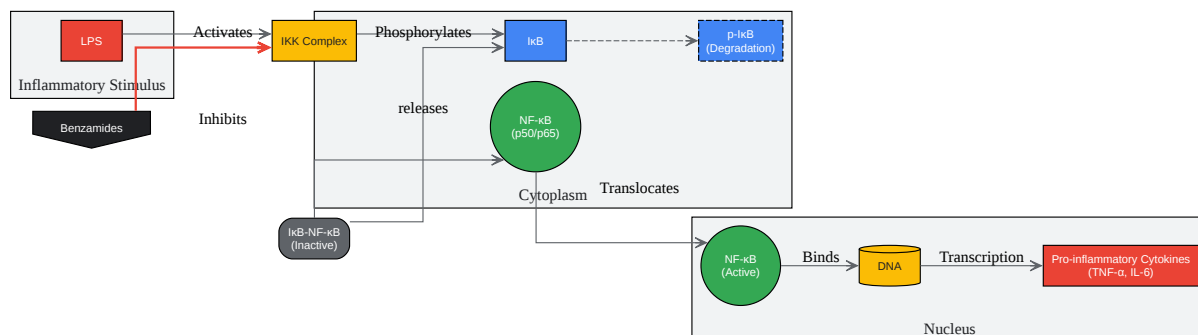 LPS
Activates
IKK Complex
Phosphorylates
IκB
p-IκB
(Degradation)
Inflammatory Stimulus
Benzamides
Inhibits
releases
NF-κB
(p50/p65)
Cytoplasm
Translocates
IκB-NF-κB
(Inactive)
NF-κB
(Active)
Binds
DNA
Transcription
Pro-inflammatory Cytokines
(TNF-α, IL-6)
Nucleus